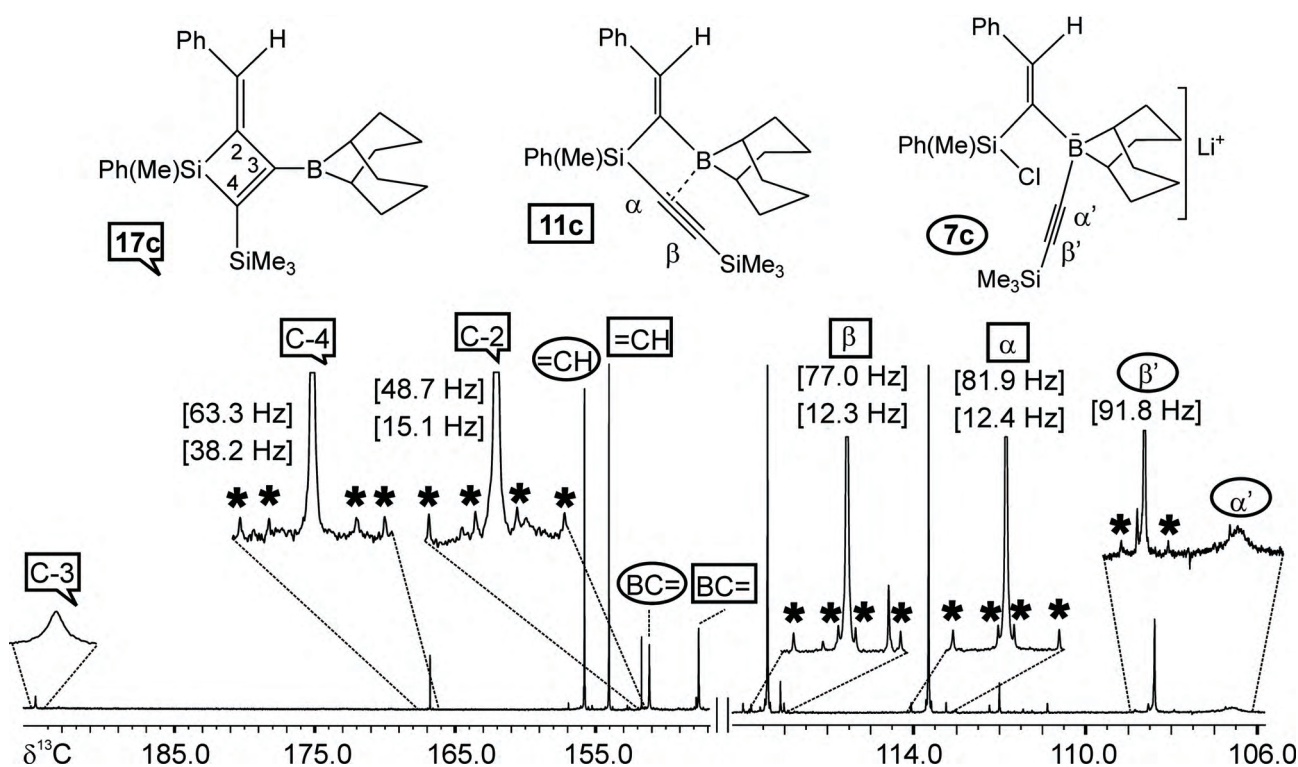 Ph
H
Ph(Me)Si
2
3
4
B
SiMe₃
17c
Ph
H
Ph(Me)Si
B
α
β
SiMe₃
11c
Ph
H
Ph(Me)Si
Cl
B
-
Li⁺
α'
β'
Me₃Si
7c
C-4
[63.3 Hz]
[38.2 Hz]
C-2
[48.7 Hz]
[15.1 Hz]
=CH
=CH
β
[77.0 Hz]
[12.3 Hz]
α
[81.9 Hz]
[12.4 Hz]
β'
[91.8 Hz]
α'
* * * *
* * * *
* * * *
* * * *
* *
C-3
BC=
BC=
δ¹³C 185.0 175.0 165.0 155.0 114.0 110.0 106.0